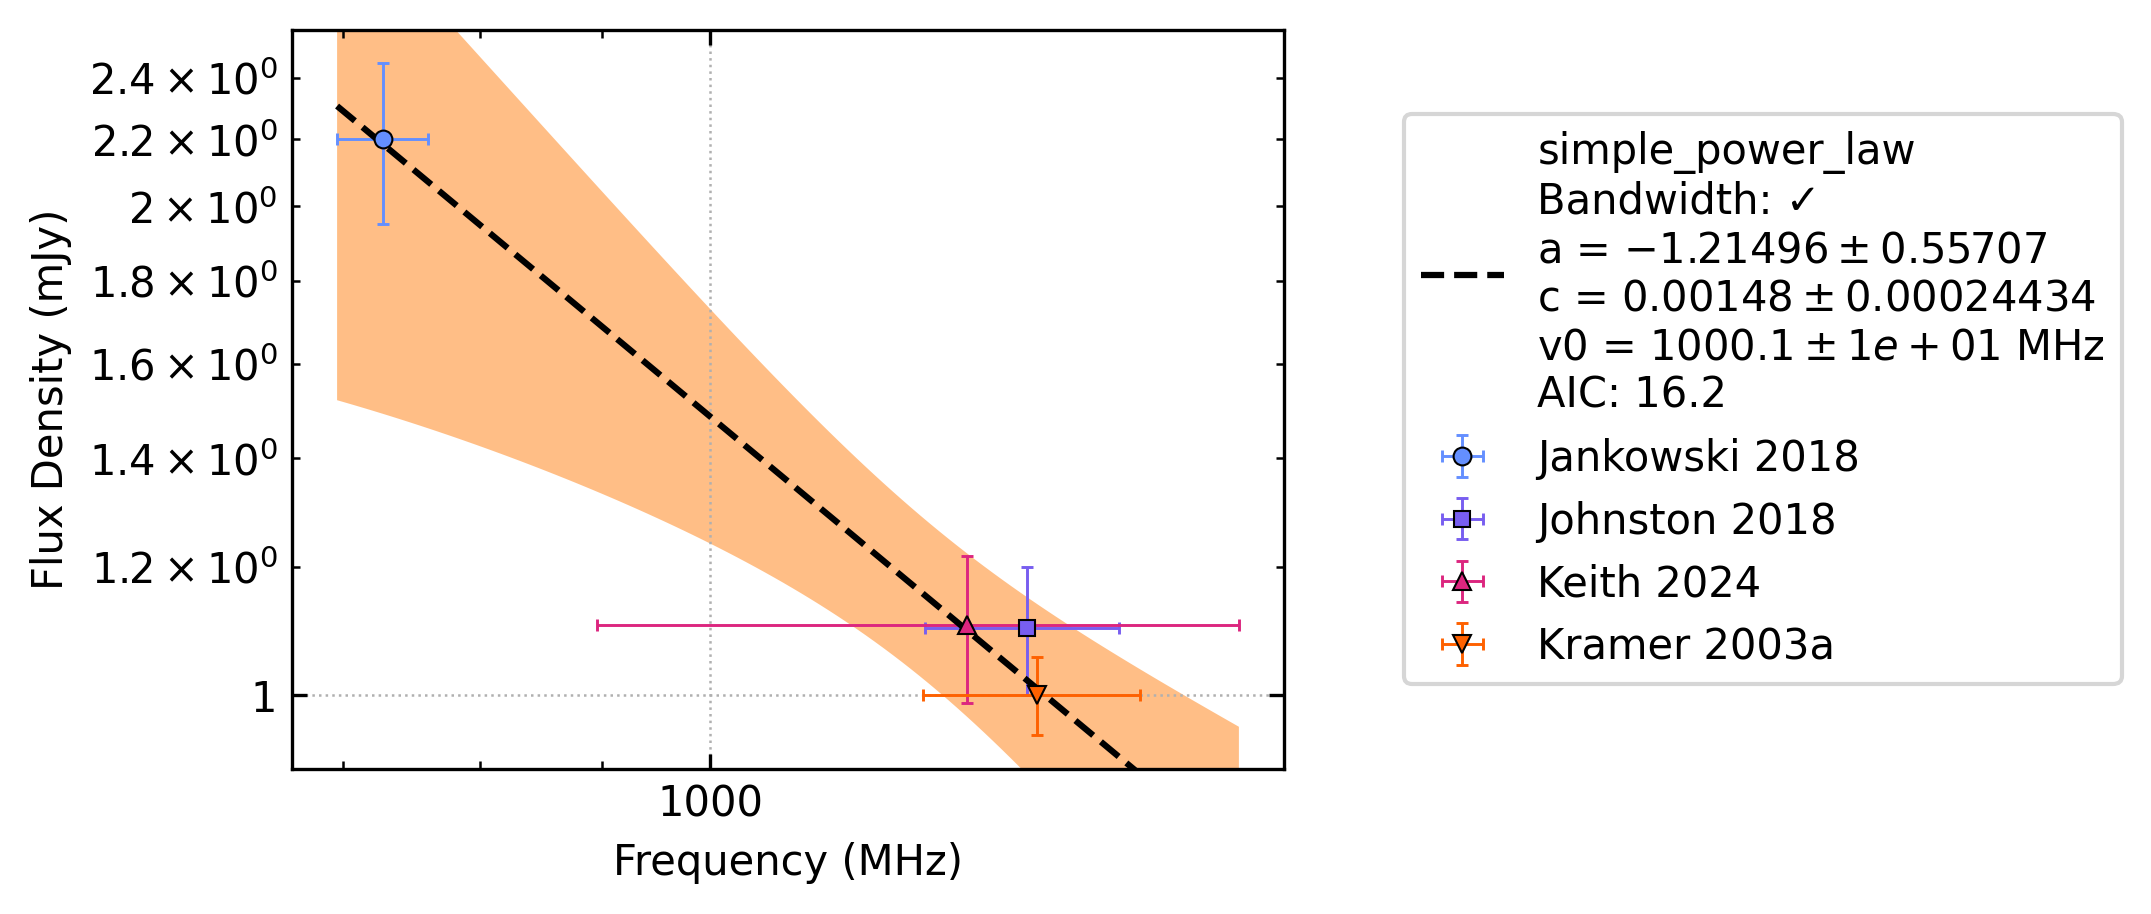 2.4 × 10⁰
2.2 × 10⁰
2 × 10⁰
1.8 × 10⁰
1.6 × 10⁰
1.4 × 10⁰
1.2 × 10⁰
1
Flux Density (mJy)
1000
Frequency (MHz)
simple_power_law
Bandwidth: ✓
a = −1.21496 ± 0.55707
c = 0.00148 ± 0.00024434
v0 = 1000.1 ± 1e + 01 MHz
AIC: 16.2
Jankowski 2018
Johnston 2018
Keith 2024
Kramer 2003a